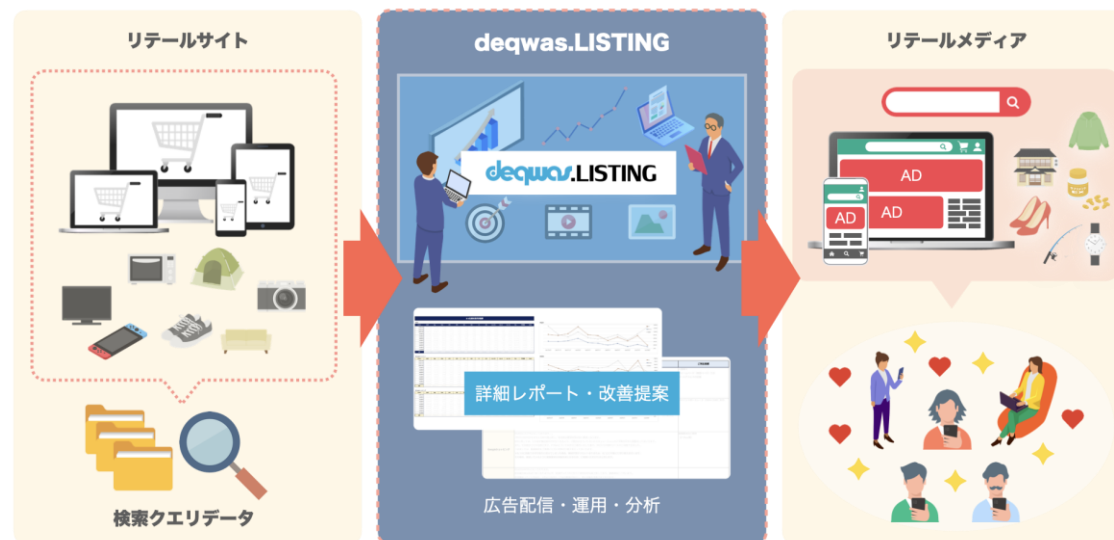 リテールサイト
検索クエリデータ
deqwas.LISTING
deqwas.LISTING
詳細レポート・改善提案
広告配信・運用・分析
リテールメディア
AD
AD
AD